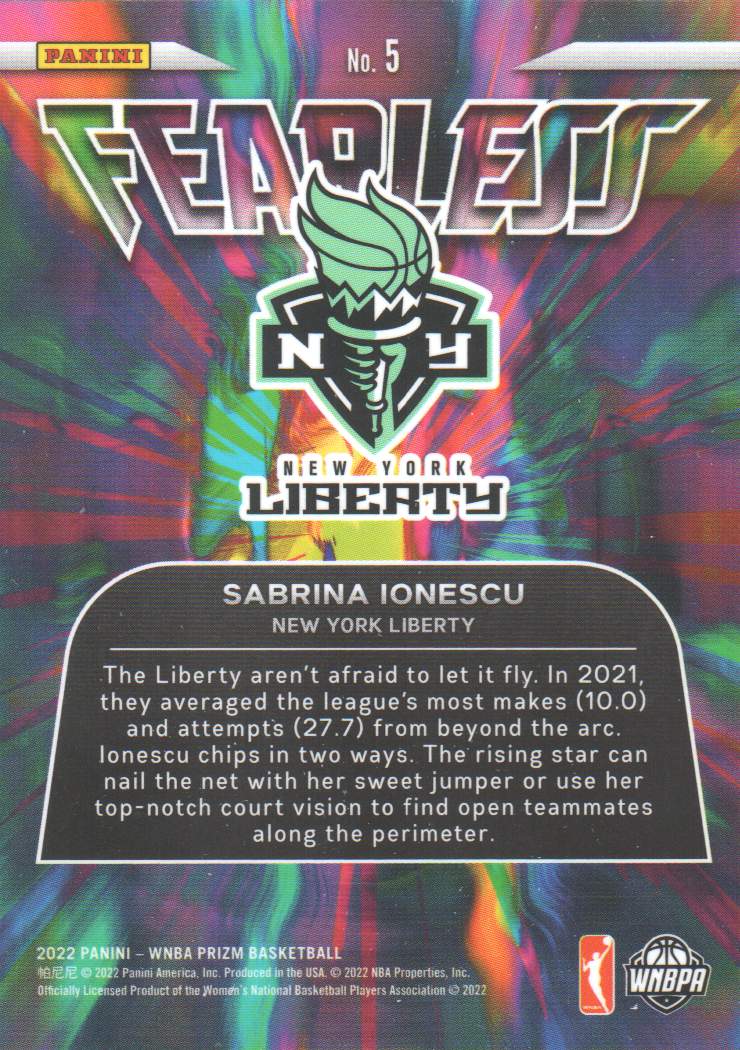 PANINI
No. 5
FEARLESS
N Y
NEW YORK
LIBERTY
SABRINA IONESCU
NEW YORK LIBERTY
The Liberty aren't afraid to let it fly. In 2021,
they averaged the league's most makes (10.0)
and attempts (27.7) from beyond the arc.
Ionescu chips in two ways. The rising star can
nail the net with her sweet jumper or use her
top-notch court vision to find open teammates
along the perimeter.
2022 PANINI – WNBA PRIZM BASKETBALL
帕尼尼 © 2022 Panini America, Inc. Produced in the USA. © 2022 NBA Properties, Inc.
Officially Licensed Product of the Women's National Basketball Players Association © 2022
WNBA
WNBPA